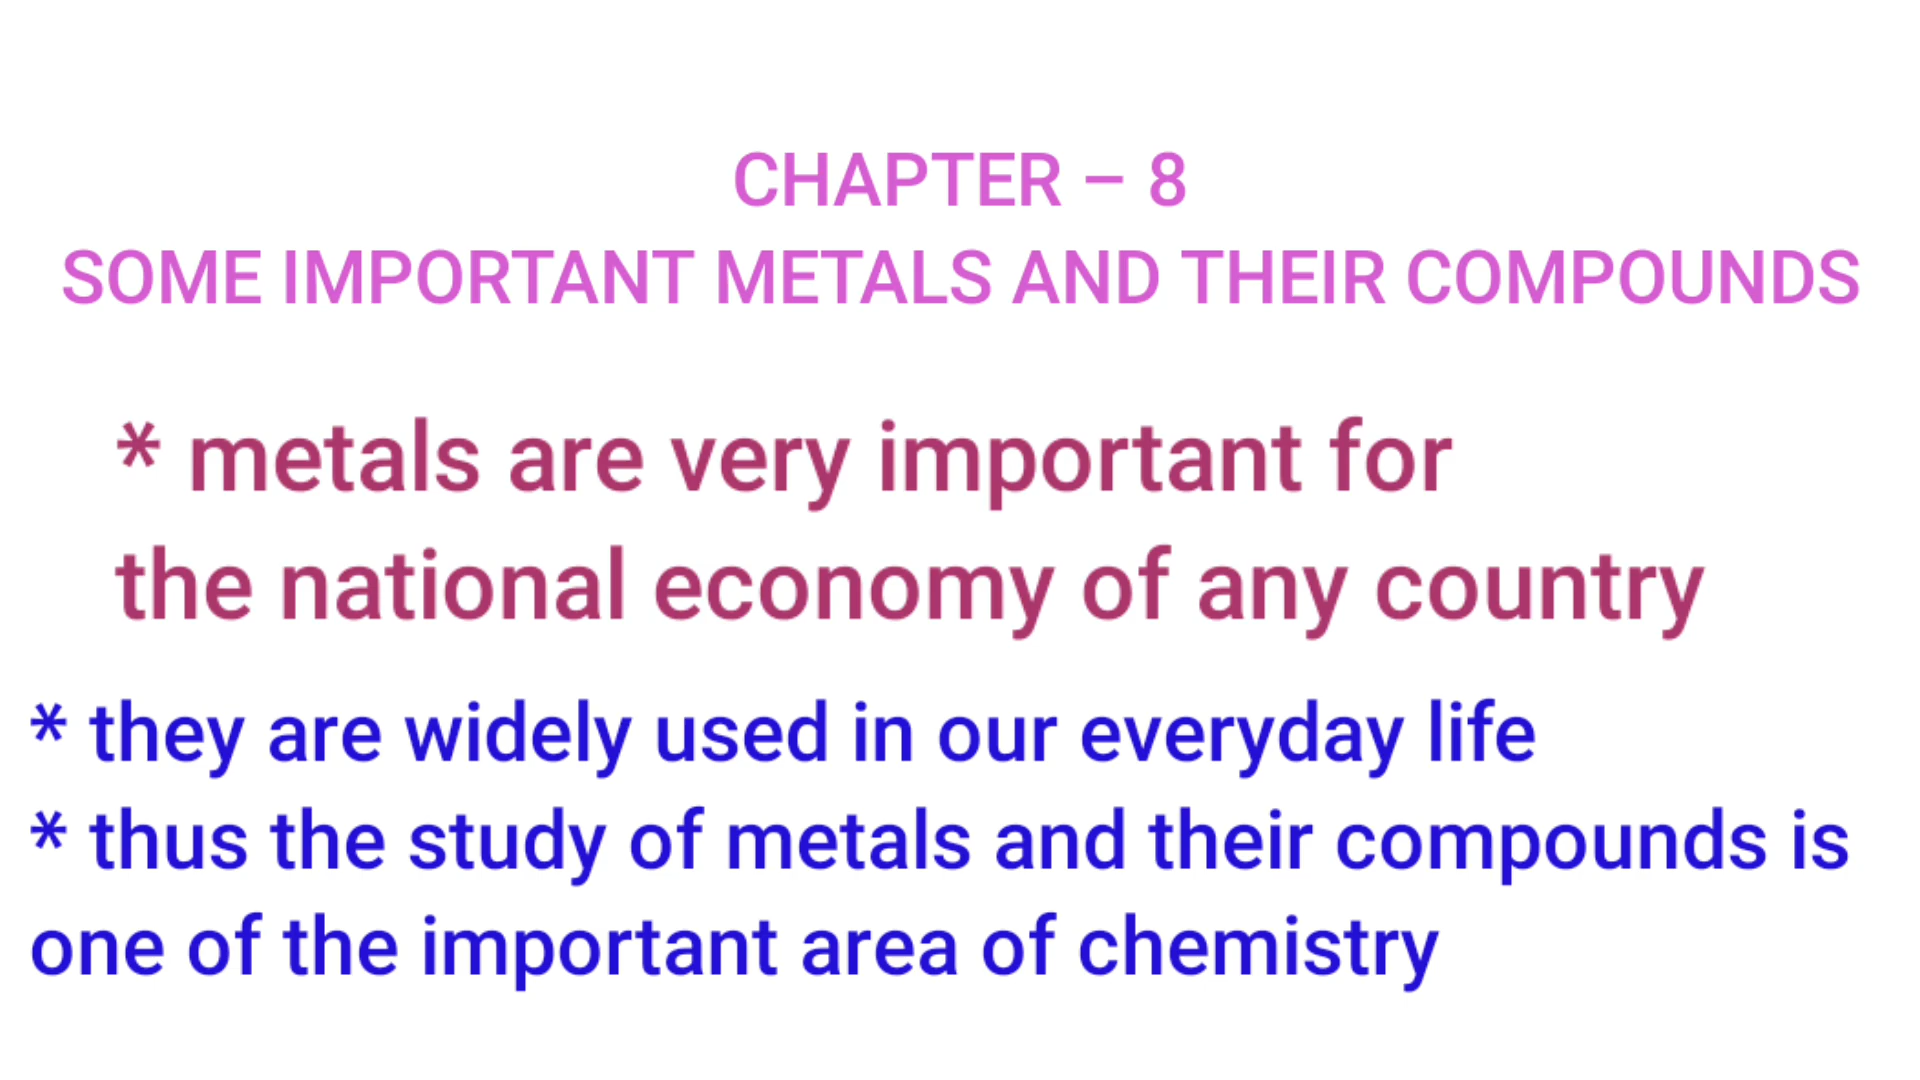 CHAPTER – 8
SOME IMPORTANT METALS AND THEIR COMPOUNDS
* metals are very important for
the national economy of any country
* they are widely used in our everyday life
* thus the study of metals and their compounds is
one of the important area of chemistry